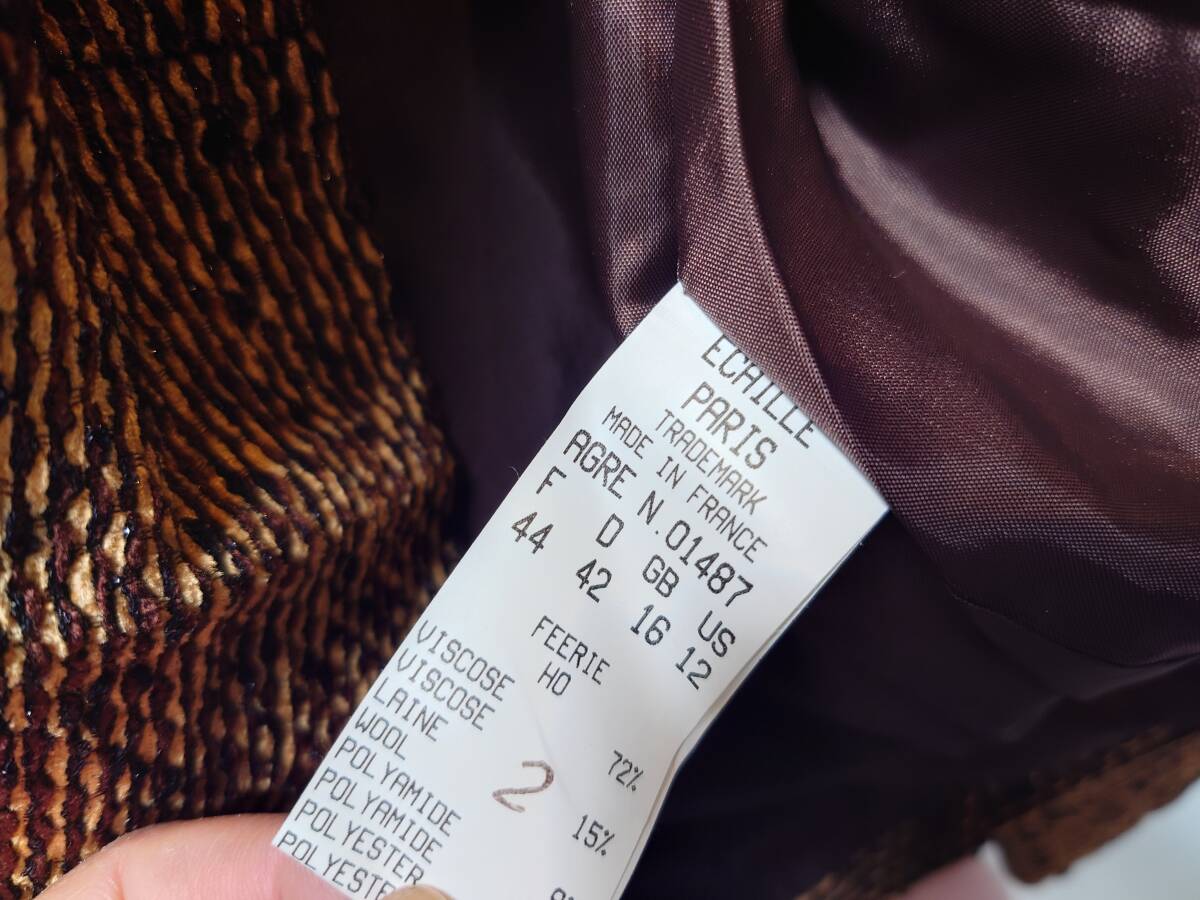 ECAILLE
PARIS
TRADEMARK
MADE IN FRANCE
AGRE N.01487
F D GB US
44 42 16 12
FEERIE
HO
VISCOSE
VISCOSE 72%
LAINE
WOOL 15%
POLYAMIDE
POLYAMIDE
POLYESTER
2